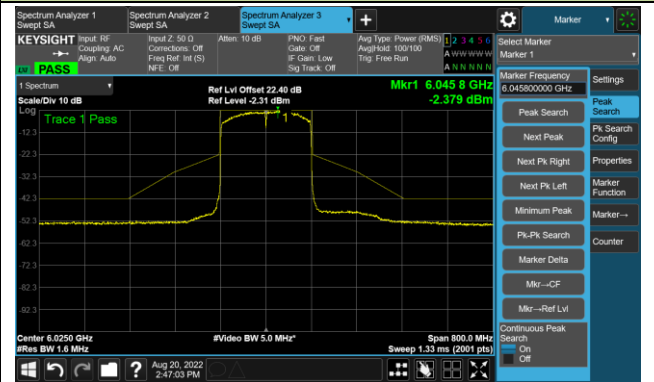 Spectrum Analyzer 1
Swept SA
Spectrum Analyzer 2
Swept SA
Spectrum Analyzer 3
Swept SA
Marker
KEYSIGHT
Input: RF
Coupling: AC
Align: Auto
Input Z: 50 Ω
Corrections: Off
Freq Ref: Int (S)
NFE: Off
Atten: 10 dB
PNO: Fast
Gate: Off
IF Gain: Low
Sig Track: Off
Avg Type: Power (RMS)
Avg|Hold: 100/100
Trig: Free Run
1 2 3 4 5 6
A W W W W W
A N N N N N
PASS
Select Marker
Marker 1
1 Spectrum
Scale/Div 10 dB
Ref Lvl Offset 22.40 dB
Ref Level -2.31 dBm
Mkr1 6.045 8 GHz
-2.379 dBm
Log
Trace 1 Pass
1
-12.3
-22.3
-32.3
-42.3
-52.3
-62.3
-72.3
-82.3
-92.3
Center 6.0250 GHz
#Res BW 1.6 MHz
#Video BW 5.0 MHz*
Span 800.0 MHz
Sweep 1.33 ms (2001 pts)
Marker Frequency
6.045800000 GHz
Peak Search
Next Peak
Next Pk Right
Next Pk Left
Minimum Peak
Pk-Pk Search
Marker Delta
Mkr→CF
Mkr→Ref Lvl
Continuous Peak
Search
On
Off
Settings
Peak
Search
Pk Search
Config
Properties
Marker
Function
Marker→
Counter
?
Aug 20, 2022
2:47:03 PM